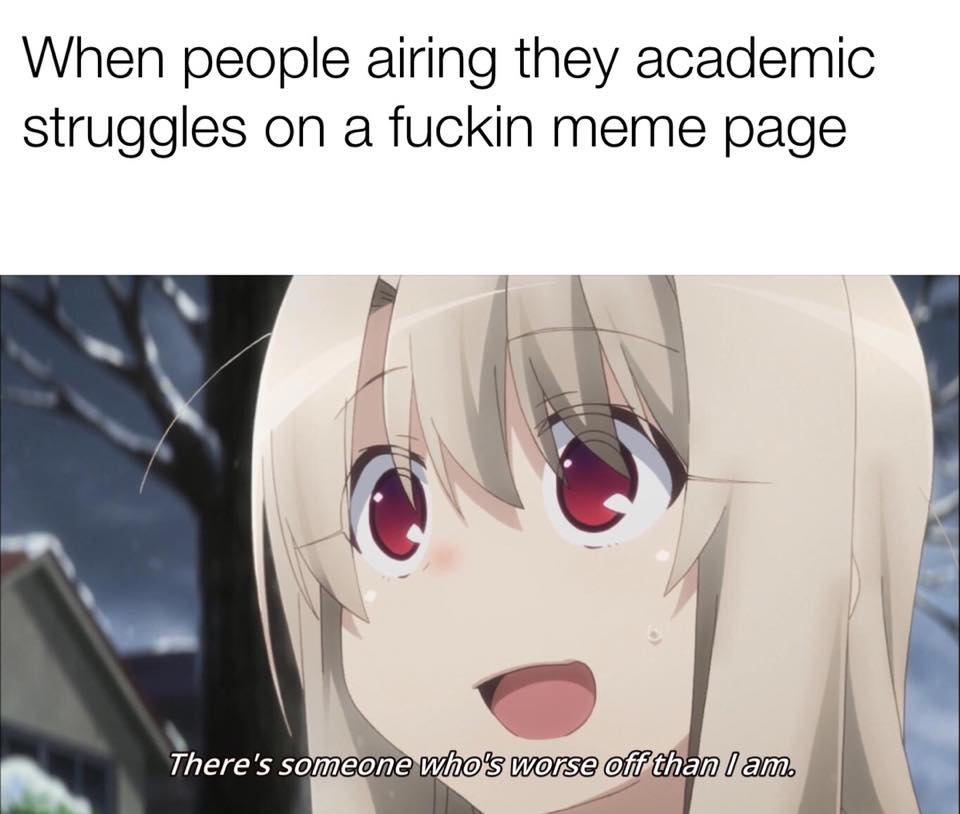 When people airing they academic
struggles on a fuckin meme page
There's someone who's worse off than I am.